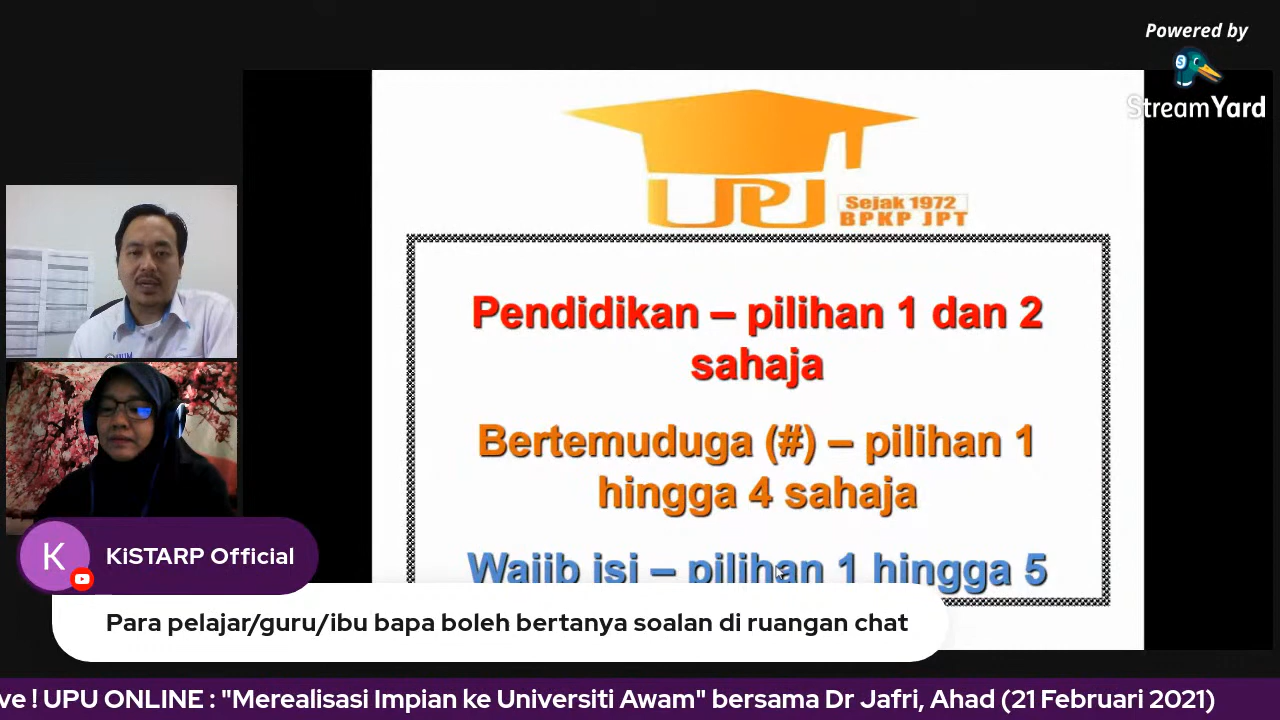 Powered by
StreamYard
UPU
Sejak 1972
BPKP JPT
Pendidikan – pilihan 1 dan 2
sahaja
Bertemuduga (#) – pilihan 1
hingga 4 sahaja
Wajib isi – pilihan 1 hingga 5
K
KiSTARP Official
Para pelajar/guru/ibu bapa boleh bertanya soalan di ruangan chat
ve ! UPU ONLINE : "Merealisasi Impian ke Universiti Awam" bersama Dr Jafri, Ahad (21 Februari 2021)